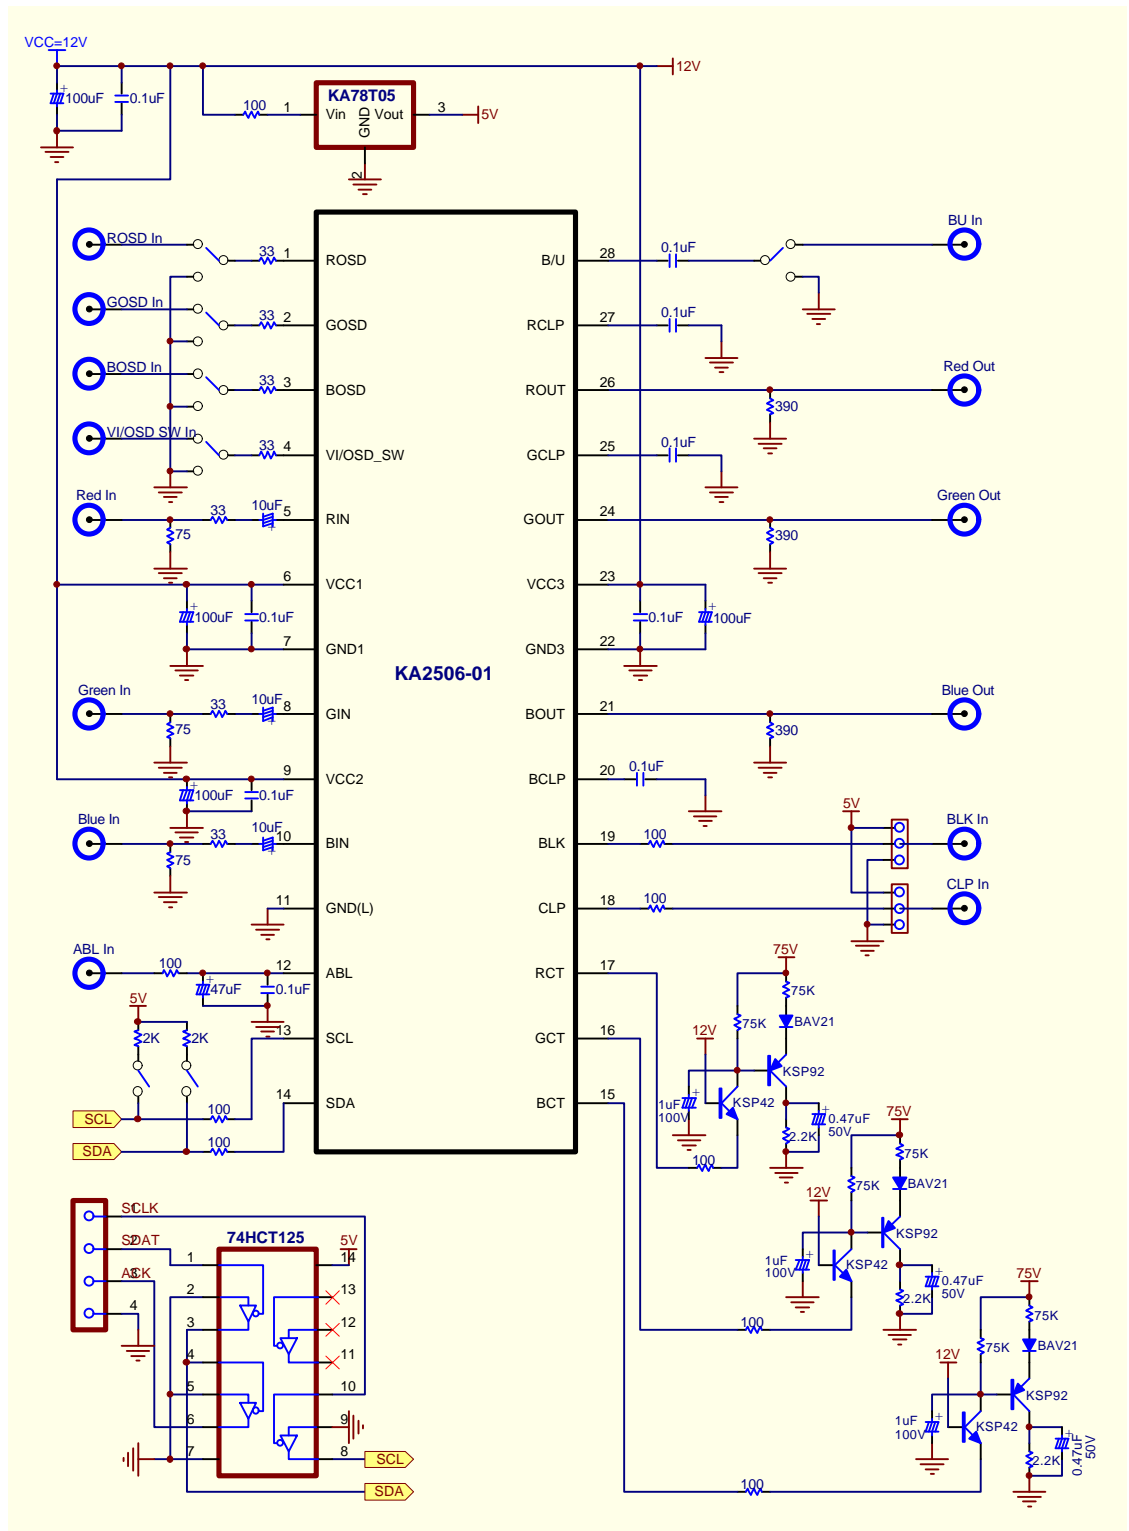 VCC=12V
12V
100uF
0.1uF
100
1
KA78T05
Vin
GND
Vout
2
3
5V
ROSD In
33
1
ROSD
B/U
28
0.1uF
BU In
GOSD In
33
2
GOSD
RCLP
27
0.1uF
BOSD In
33
3
BOSD
ROUT
26
390
Red Out
VI/OSD SW In
33
4
VI/OSD_SW
GCLP
25
0.1uF
Red In
75
33
10uF
5
RIN
GOUT
24
390
Green Out
6
VCC1
VCC3
23
100uF
0.1uF
0.1uF
100uF
7
GND1
GND3
22
KA2506-01
Green In
75
33
10uF
8
GIN
BOUT
21
390
Blue Out
9
VCC2
BCLP
20
0.1uF
100uF
0.1uF
Blue In
75
33
10uF
10
BIN
BLK
19
100
5V
BLK In
11
GND(L)
CLP
18
100
CLP In
ABL In
100
47uF
0.1uF
12
ABL
RCT
17
5V
2K
2K
13
SCL
GCT
16
14
SDA
BCT
15
SCL
100
SDA
100
75V
75K
75K
BAV21
12V
KSP92
1uF
100V
KSP42
0.47uF
50V
2.2K
100
75V
75K
75K
BAV21
12V
KSP92
1uF
100V
KSP42
0.47uF
50V
2.2K
100
75V
75K
75K
BAV21
12V
KSP92
1uF
100V
KSP42
0.47uF
50V
2.2K
100
SCLK
1
SDAT
2
ACK
3
4
74HCT125
5V
1
14
2
13
3
12
4
11
5
10
6
9
7
8
SCL
SDA